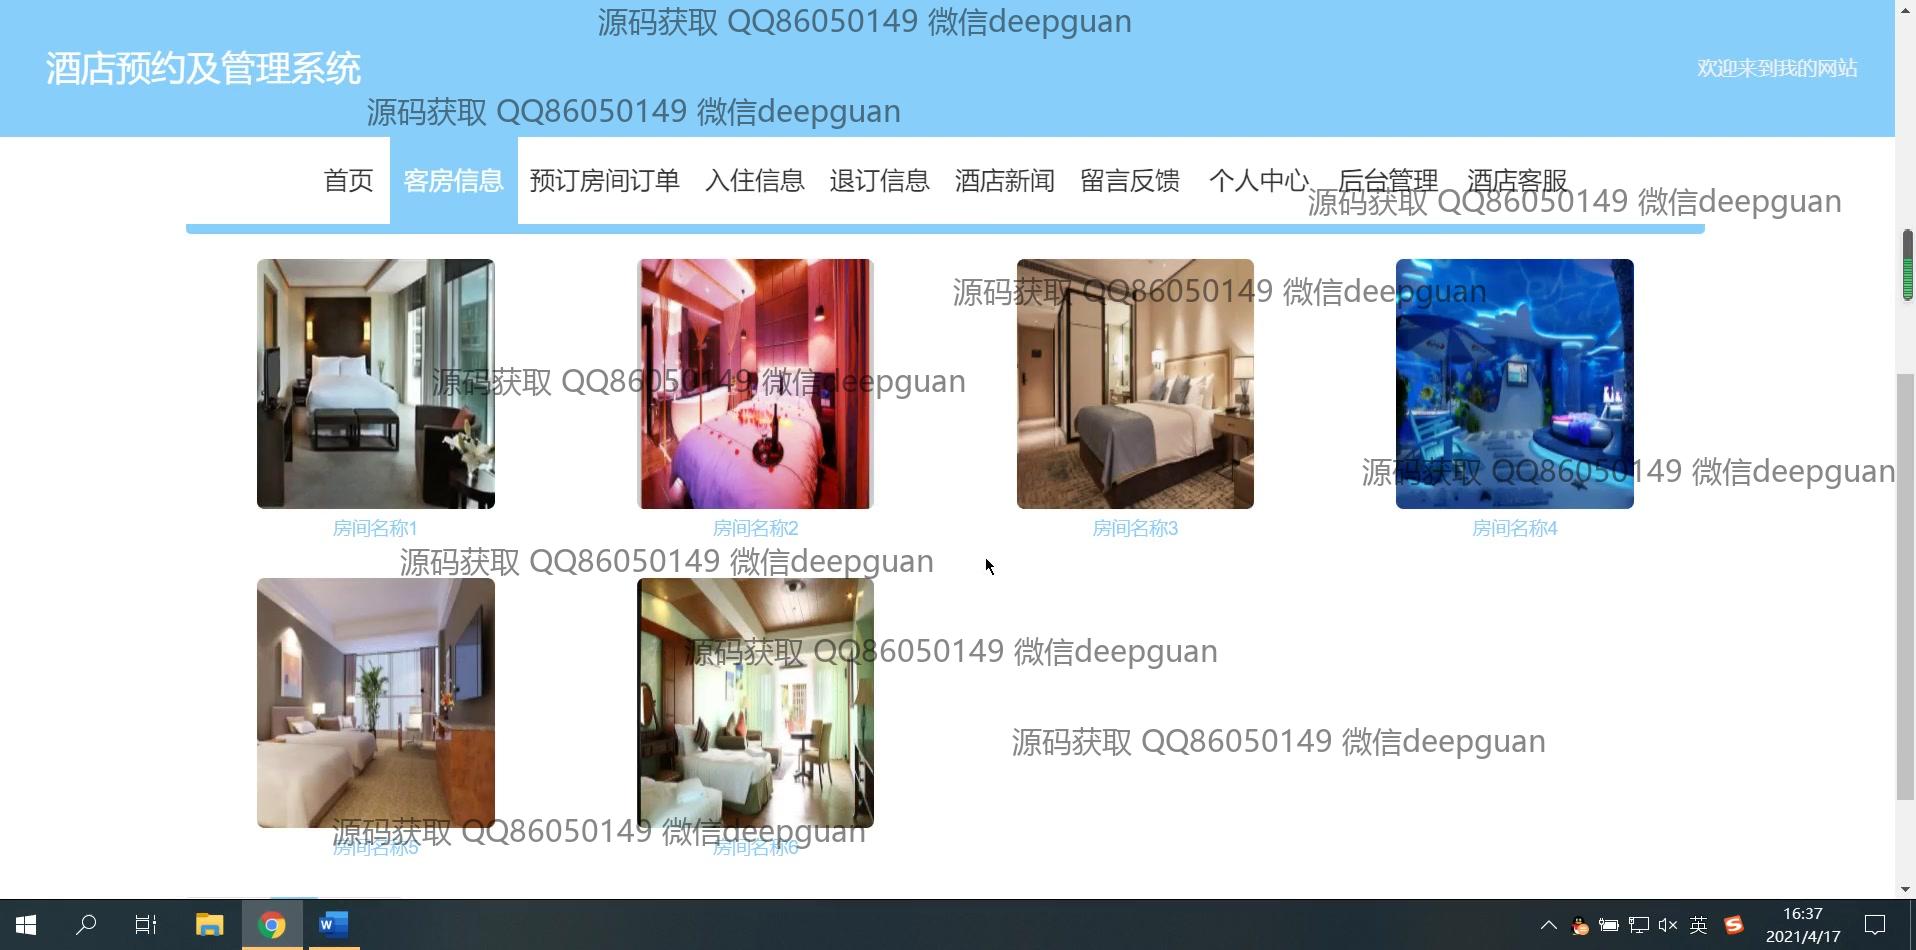 源码获取 QQ86050149 微信deepguan
酒店预约及管理系统
欢迎来到我的网站
源码获取 QQ86050149 微信deepguan
首页 客房信息 预订房间订单 入住信息 退订信息 酒店新闻 留言反馈 个人中心 后台管理 酒店客服
源码获取 QQ86050149 微信deepguan
源码获取 QQ86050149 微信deepguan
源码获取 QQ86050149 微信deepguan
源码获取 QQ86050149 微信deepguan
房间名称1 房间名称2 房间名称3 房间名称4
源码获取 QQ86050149 微信deepguan
源码获取 QQ86050149 微信deepguan
源码获取 QQ86050149 微信deepguan
源码获取 QQ86050149 微信deepguan
房间名称5 房间名称6
W
英
S
16:37
2021/4/17